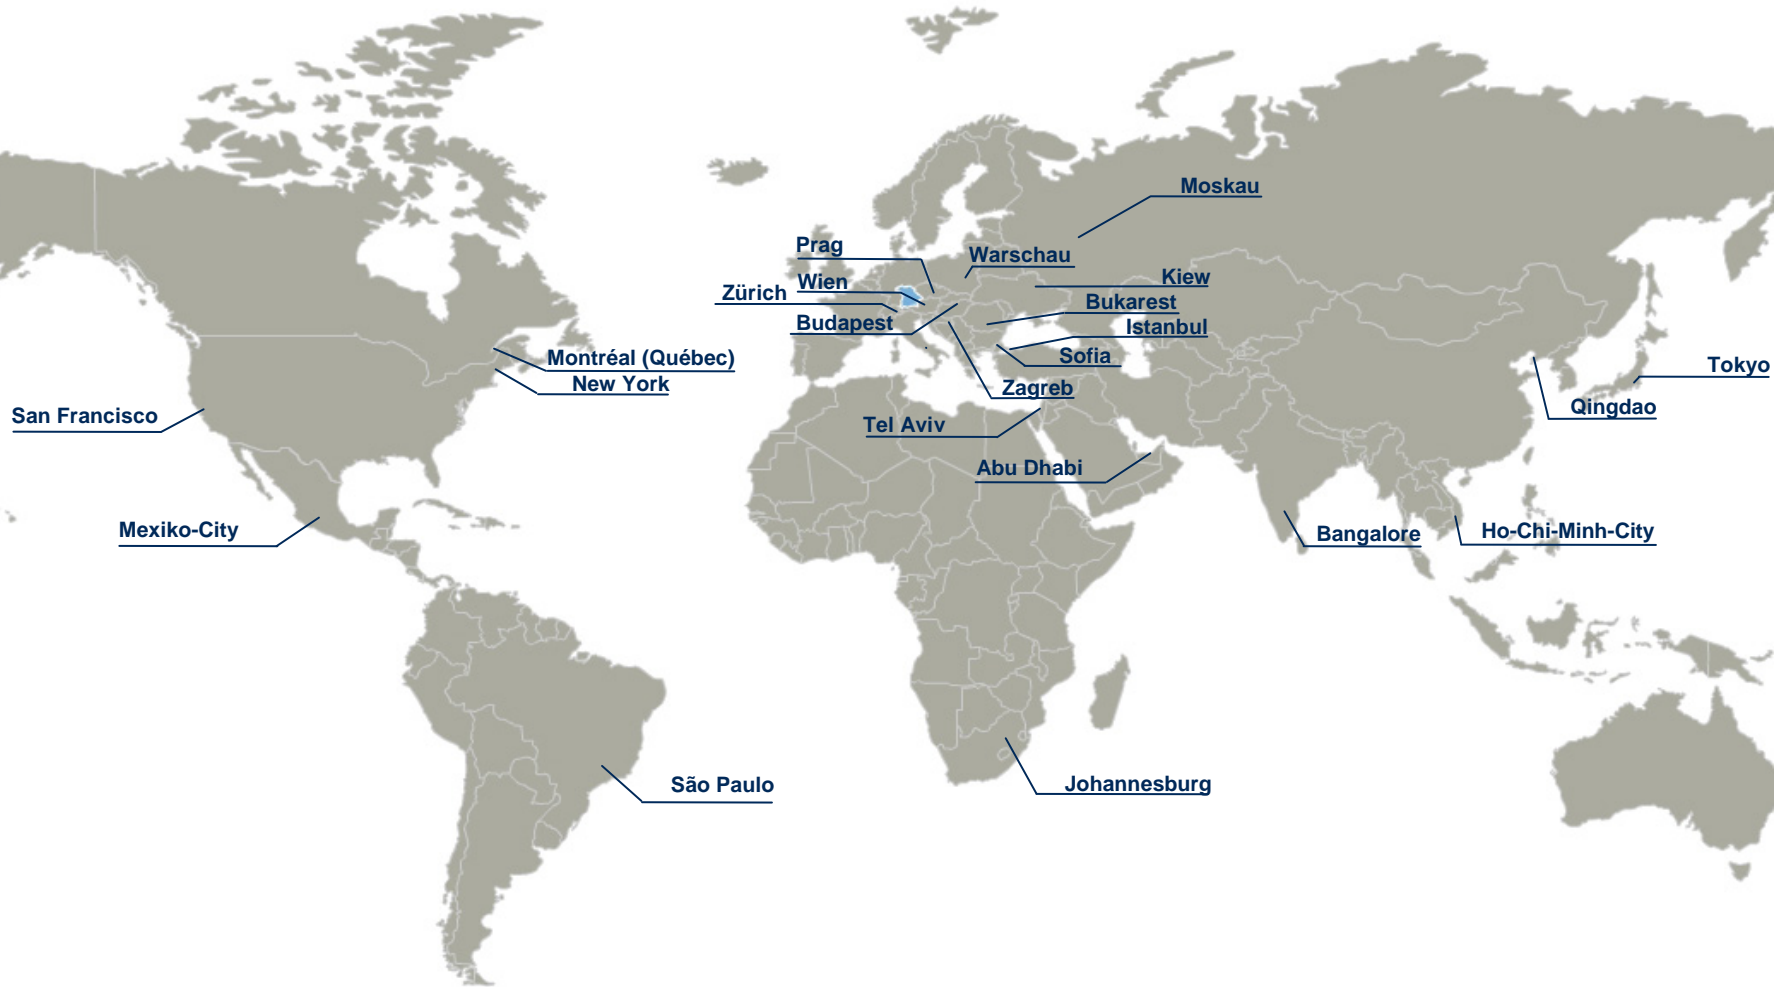 Moskau
Prag
Warschau
Wien
Kiew
Zürich
Bukarest
Budapest
Istanbul
Sofia
Montréal (Québec)
Tokyo
New York
Zagreb
Qingdao
San Francisco
Tel Aviv
Abu Dhabi
Mexiko-City
Bangalore
Ho-Chi-Minh-City
São Paulo
Johannesburg